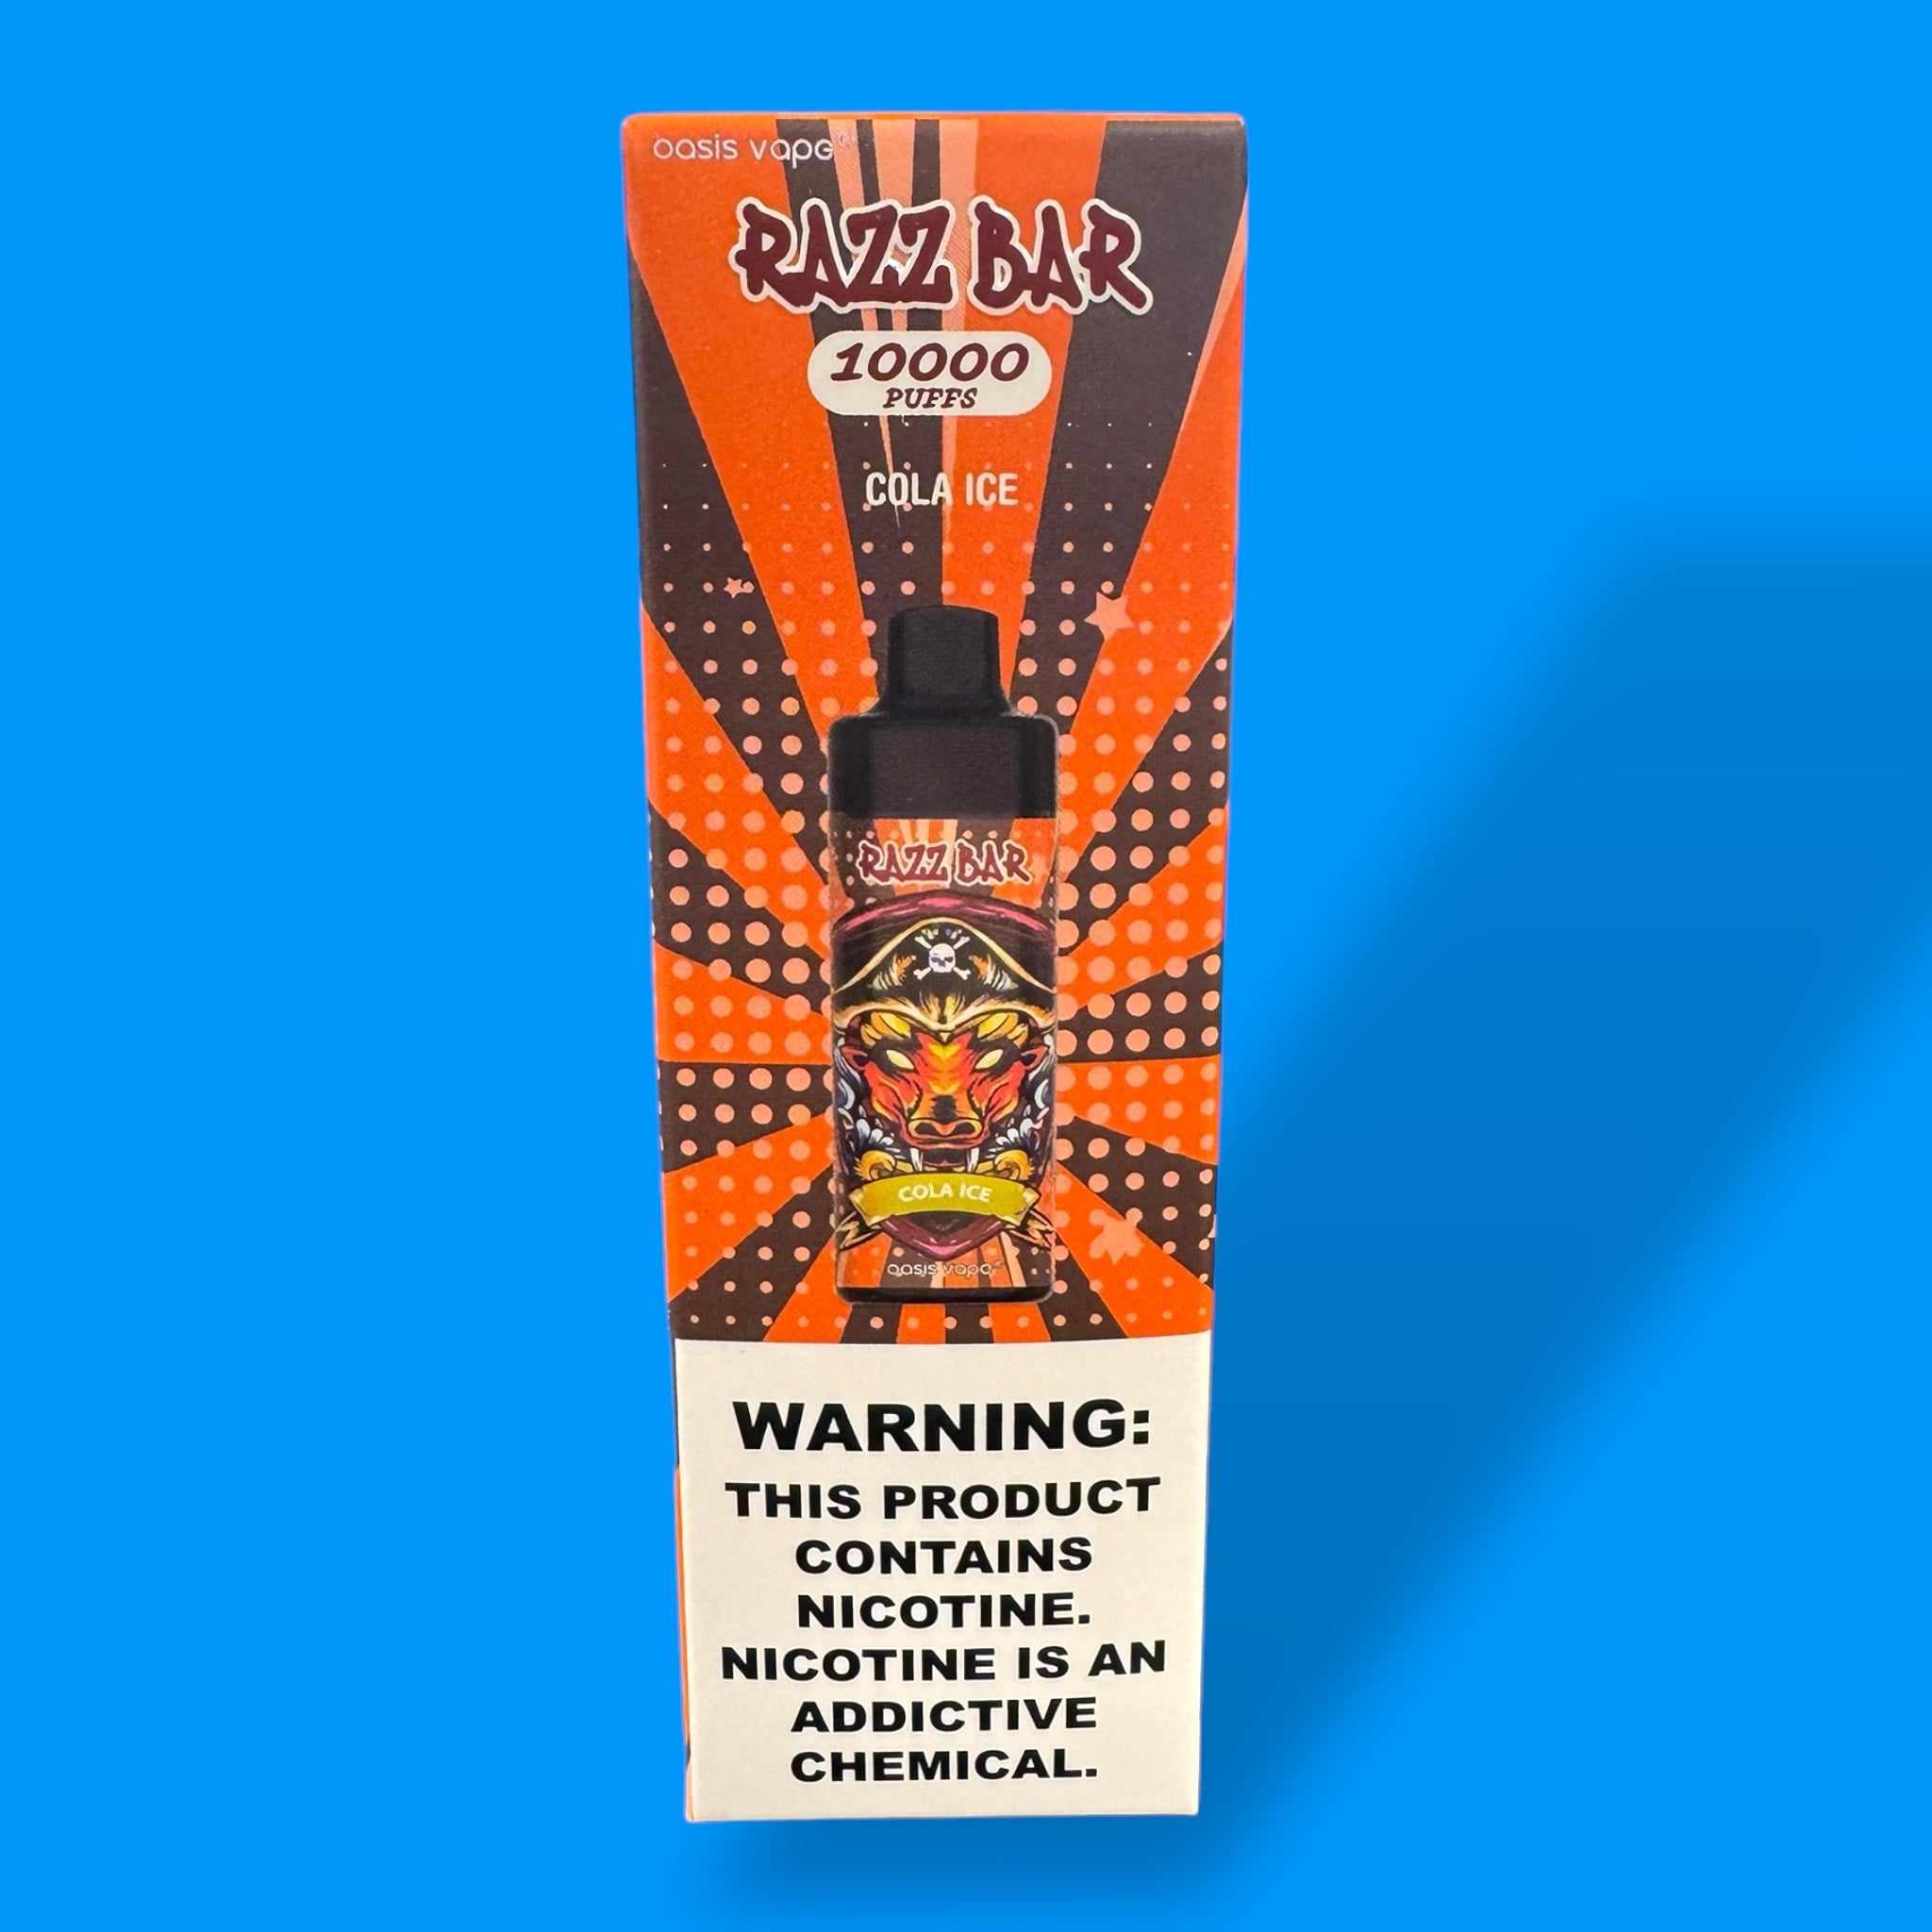 oasis vape
RAZZ BAR
10000
PUFFS
COLA ICE
RAZZ BAR
COLA ICE
oasis vape
WARNING:
THIS PRODUCT
CONTAINS
NICOTINE.
NICOTINE IS AN
ADDICTIVE
CHEMICAL.